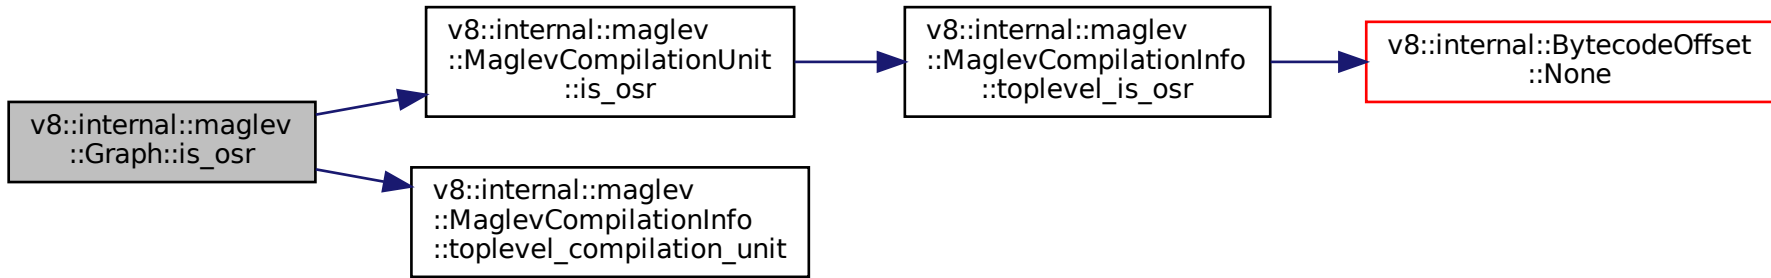 v8::internal::maglev
::Graph::is_osr
v8::internal::maglev
::MaglevCompilationUnit
::is_osr
v8::internal::maglev
::MaglevCompilationInfo
::toplevel_is_osr
v8::internal::BytecodeOffset
::None
v8::internal::maglev
::MaglevCompilationInfo
::toplevel_compilation_unit